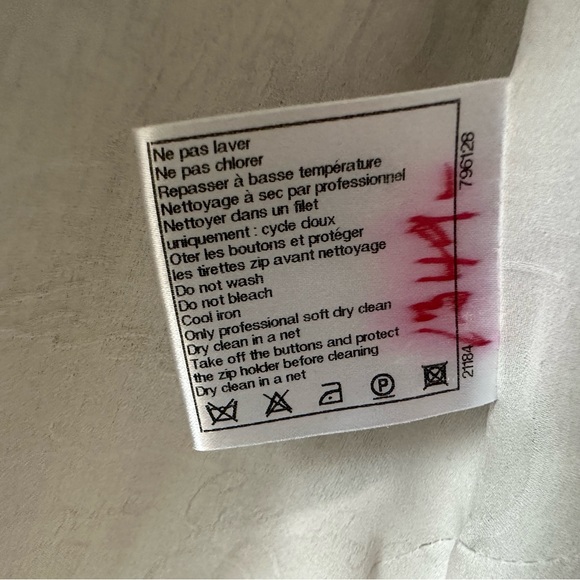 Ne pas laver
Ne pas chlorer
Repasser à basse température
Nettoyage à sec par professionnel
Nettoyer dans un filet
uniquement : cycle doux
Oter les boutons et protéger
les tirettes zip avant nettoyage
Do not wash
Do not bleach
Cool iron
Only professional soft dry clean
Dry clean in a net
Take off the buttons and protect
the zip holder before cleaning
Dry clean in a net
P
21184
796128